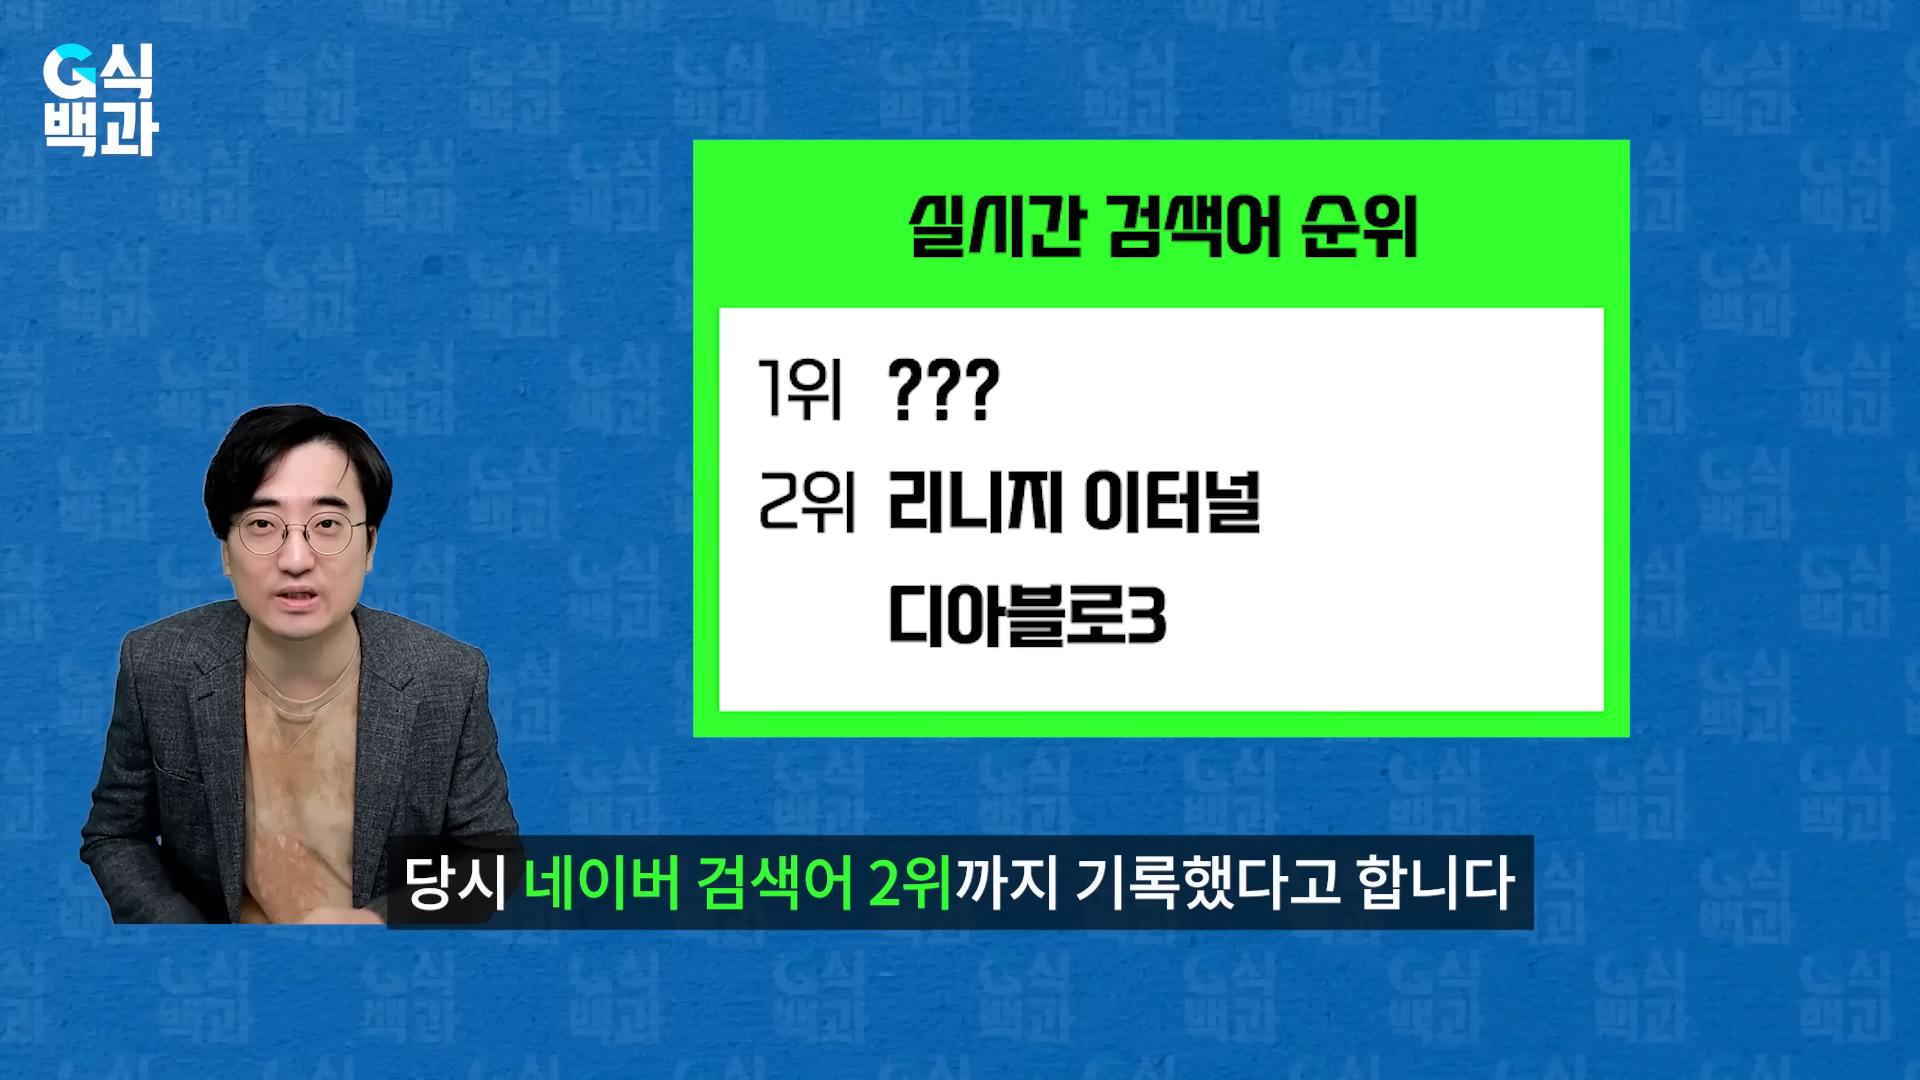 G식
백과
실시간 검색어 순위
1위 ???
2위 리니지 이터널
디아블로3
당시 네이버 검색어 2위까지 기록했다고 합니다